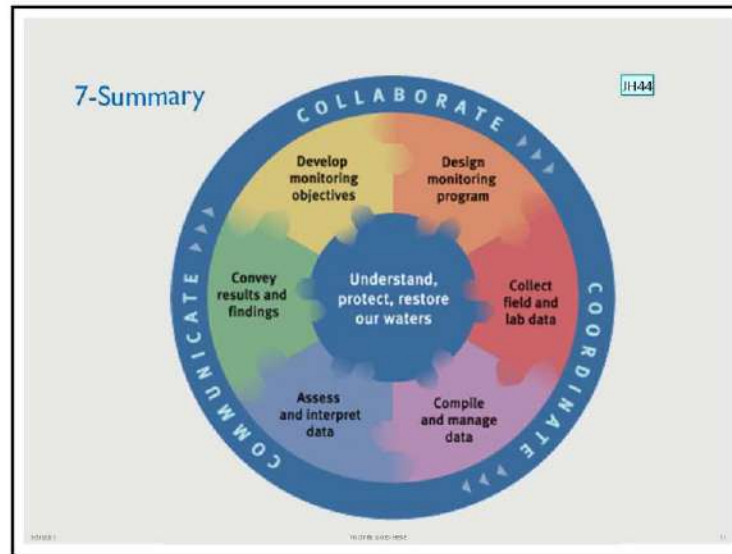 7-Summary
JH44
COLLABORATE
Develop
monitoring
objectives
Design
monitoring
program
Convey
results and
findings
Understand,
protect, restore
our waters
Collect
field and
lab data
COMMUNICATE
COORDINATE
Assess
and interpret
data
Compile
and manage
data